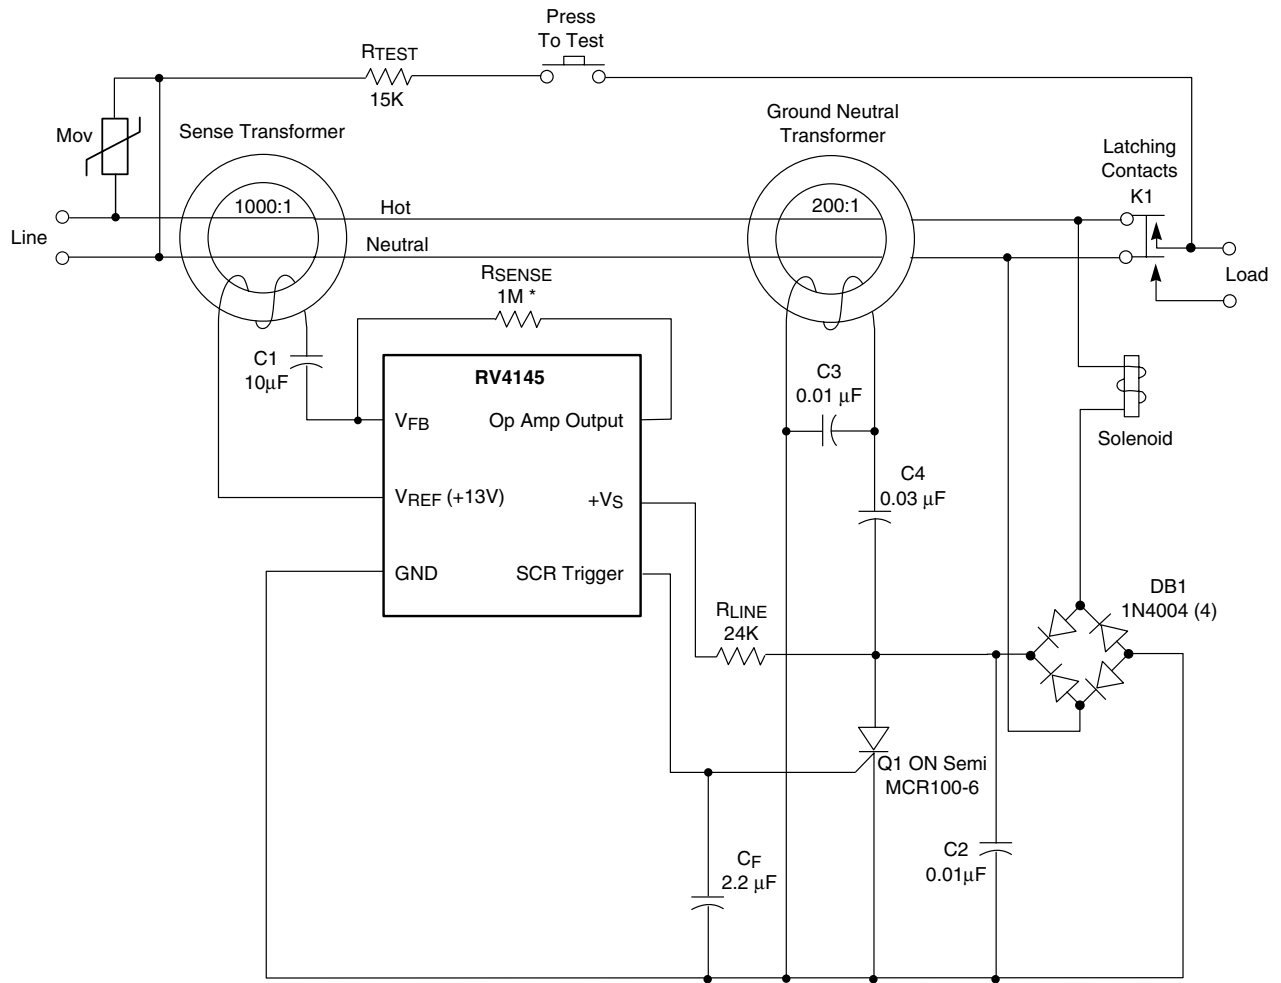 Press
To Test
RTEST
15K
Ground Neutral
Transformer
Mov
Sense Transformer
Latching
Contacts
K1
1000:1
Hot
200:1
Line
Neutral
Load
RSENSE
1M *
C1
10µF
RV4145
C3
0.01 µF
VFB
Op Amp Output
Solenoid
C4
0.03 µF
VREF (+13V)
+VS
GND
SCR Trigger
DB1
1N4004 (4)
RLINE
24K
Q1 ON Semi
MCR100-6
CF
2.2 µF
C2
0.01µF